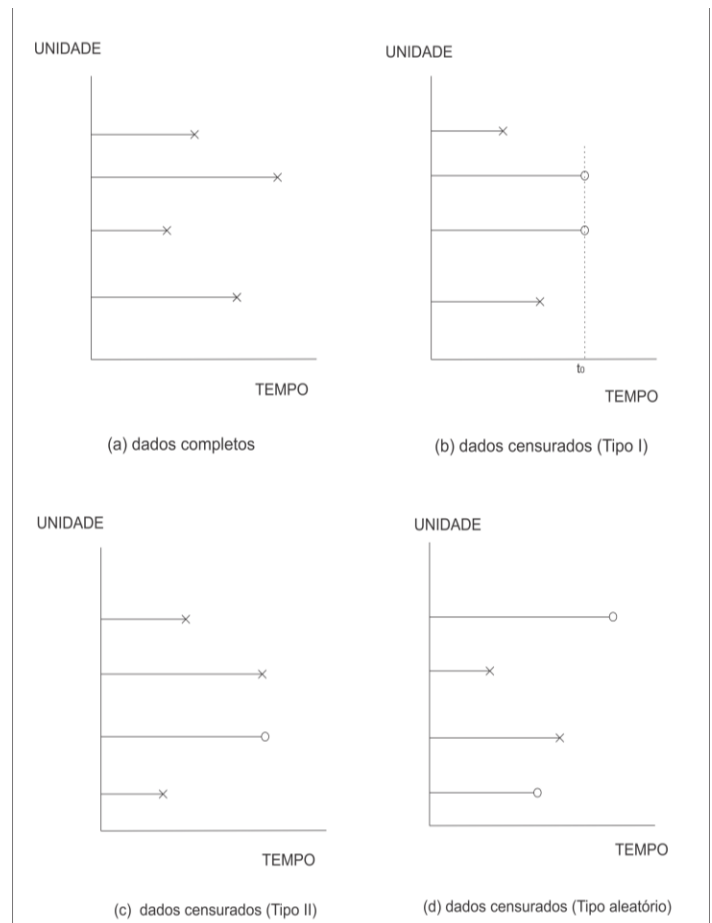 UNIDADE
TEMPO
(a) dados completos
UNIDADE
t0
TEMPO
(b) dados censurados (Tipo I)
UNIDADE
TEMPO
(c) dados censurados (Tipo II)
UNIDADE
TEMPO
(d) dados censurados (Tipo aleatório)